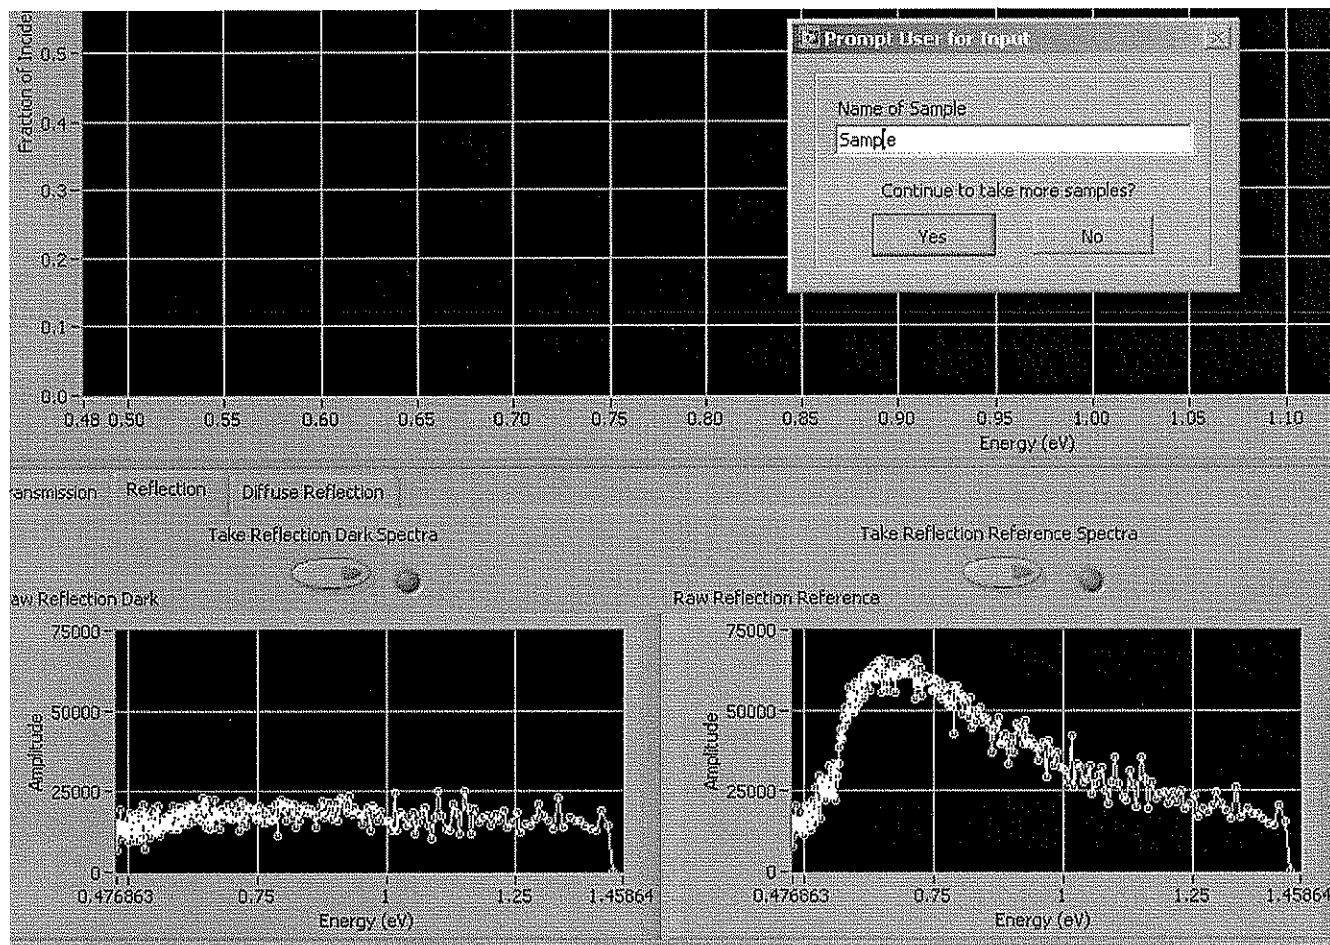 Fraction of Inciden
0.5
0.4
0.3
0.2
0.1
0.0
0.48 0.50 0.55 0.60 0.65 0.70 0.75 0.80 0.85 0.90 0.95 1.00 1.05 1.10
Energy (eV)
Prompt User for Input
Name of Sample
Sample
Continue to take more samples?
Yes No
ansmission Reflection Diffuse Reflection
Take Reflection Dark Spectra
aw Reflection Dark
75000
50000
25000
0
Amplitude
0.476863 0.75 1 1.25 1.45864
Energy (eV)
Take Reflection Reference Spectra
Raw Reflection Reference
75000
50000
25000
0
Amplitude
0.476863 0.75 1 1.25 1.45864
Energy (eV)